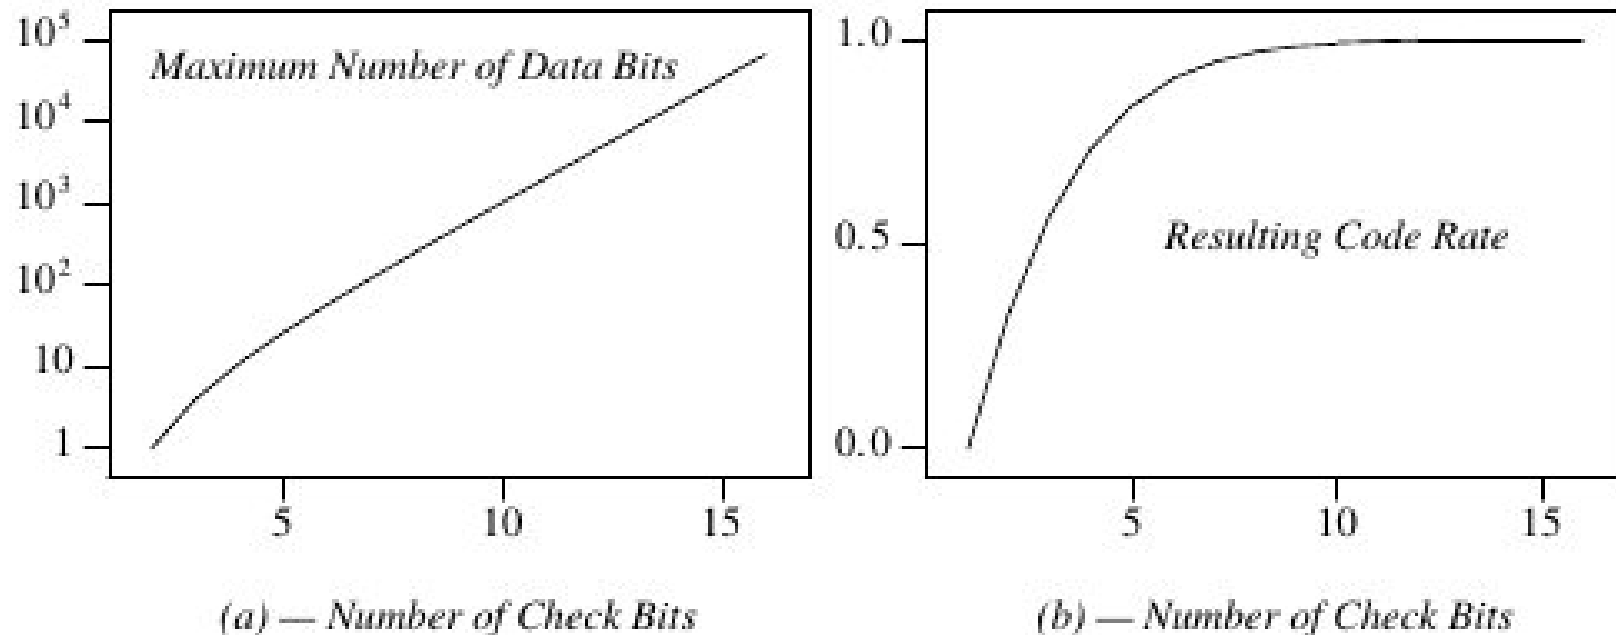 10⁵
Maximum Number of Data Bits
10⁴
10³
10²
10
1
5 10 15
(a) — Number of Check Bits
1.0
0.5
Resulting Code Rate
0.0
5 10 15
(b) — Number of Check Bits